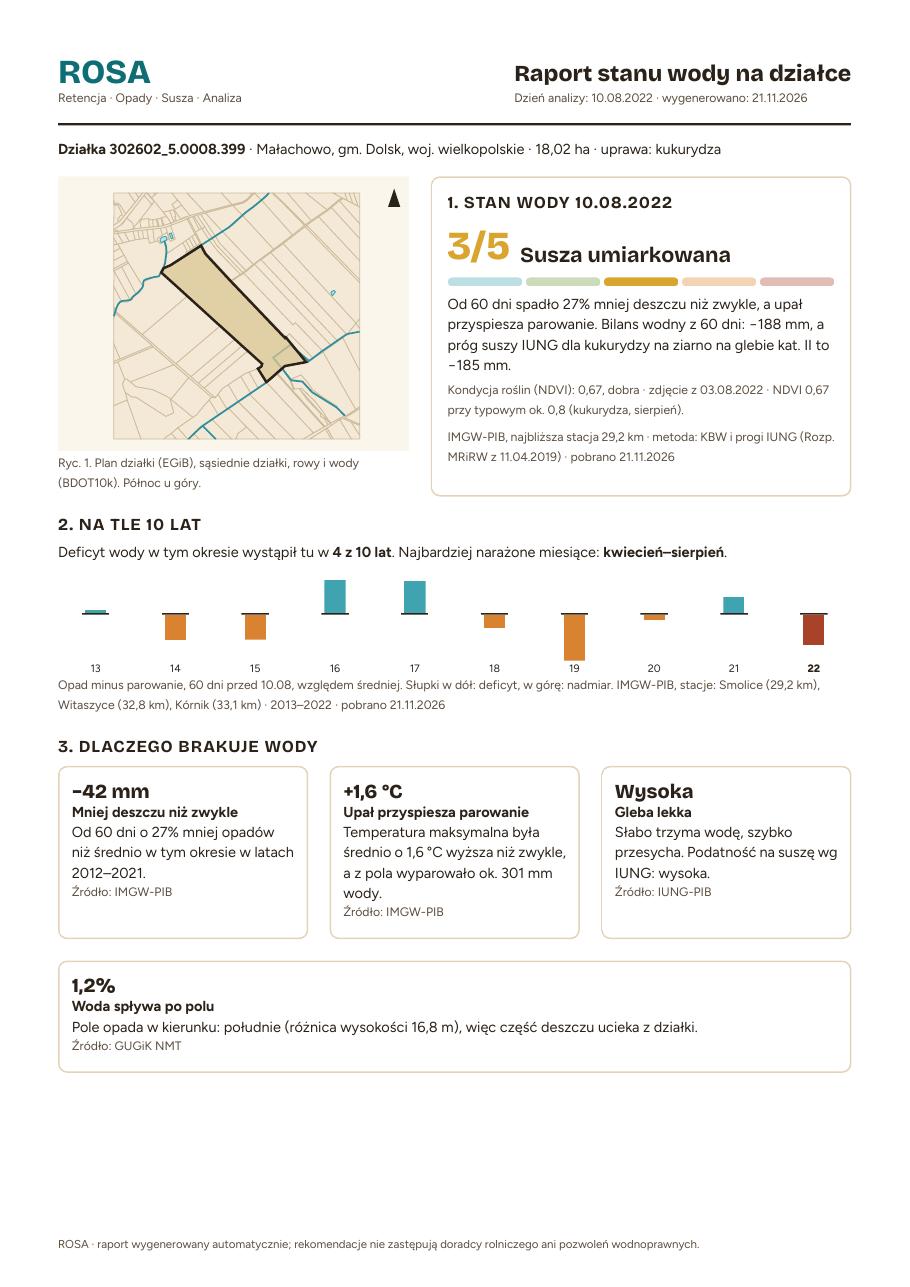 ROSA
Retencja · Opady · Susza · Analiza
Raport stanu wody na działce
Dzień analizy: 10.08.2022 · wygenerowano: 21.11.2026
Działka 302602_5.0008.399 · Małachowo, gm. Dolsk, woj. wielkopolskie · 18,02 ha · uprawa: kukurydza
Ryc. 1. Plan działki (EGiB), sąsiednie działki, rowy i wody
(BDOT10k). Północ u góry.
1. STAN WODY 10.08.2022
3/5 Susza umiarkowana
Od 60 dni spadło 27% mniej deszczu niż zwykle, a upał
przyspiesza parowanie. Bilans wodny z 60 dni: −188 mm, a
próg suszy IUNG dla kukurydzy na ziarno na glebie kat. II to
−185 mm.
Kondycja roślin (NDVI): 0,67, dobra · zdjęcie z 03.08.2022 · NDVI 0,67
przy typowym ok. 0,8 (kukurydza, sierpień).
IMGW-PIB, najbliższa stacja 29,2 km · metoda: KBW i progi IUNG (Rozp.
MRiRW z 11.04.2019) · pobrano 21.11.2026
2. NA TLE 10 LAT
Deficyt wody w tym okresie wystąpił tu w 4 z 10 lat. Najbardziej narażone miesiące: kwiecień–sierpień.
13 14 15 16 17 18 19 20 21 22
Opad minus parowanie, 60 dni przed 10.08, względem średniej. Słupki w dół: deficyt, w górę: nadmiar. IMGW-PIB, stacje: Smolice (29,2 km),
Witaszyce (32,8 km), Kórnik (33,1 km) · 2013–2022 · pobrano 21.11.2026
3. DLACZEGO BRAKUJE WODY
−42 mm
Mniej deszczu niż zwykle
Od 60 dni o 27% mniej opadów
niż średnio w tym okresie w latach
2012–2021.
Źródło: IMGW-PIB
+1,6 °C
Upał przyspiesza parowanie
Temperatura maksymalna była
średnio o 1,6 °C wyższa niż zwykle,
a z pola wyparowało ok. 301 mm
wody.
Źródło: IMGW-PIB
Wysoka
Gleba lekka
Słabo trzyma wodę, szybko
przesycha. Podatność na suszę wg
IUNG: wysoka.
Źródło: IUNG-PIB
1,2%
Woda spływa po polu
Pole opada w kierunku: południe (różnica wysokości 16,8 m), więc część deszczu ucieka z działki.
Źródło: GUGiK NMT
ROSA · raport wygenerowany automatycznie; rekomendacje nie zastępują doradcy rolniczego ani pozwoleń wodnoprawnych.